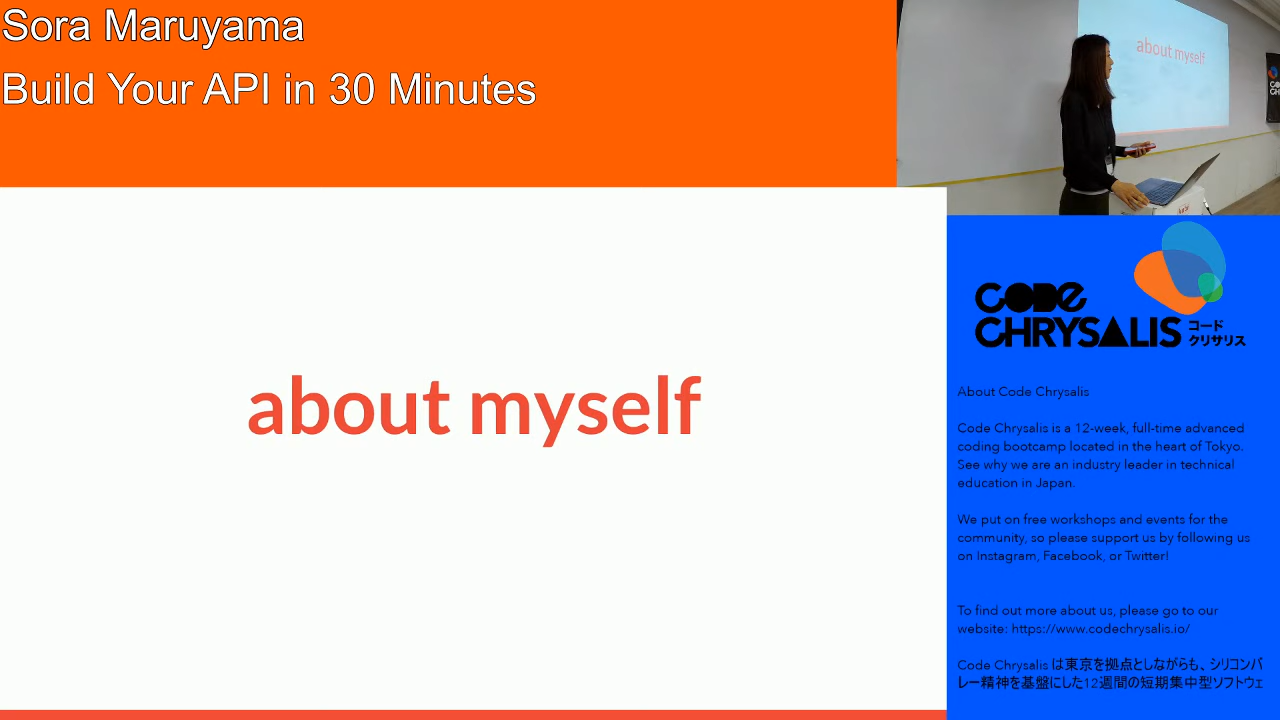 Sora Maruyama
Build Your API in 30 Minutes
about myself
about myself
CODE
CHRYSALIS コード
クリサリス
About Code Chrysalis
Code Chrysalis is a 12-week, full-time advanced
coding bootcamp located in the heart of Tokyo.
See why we are an industry leader in technical
education in Japan.
We put on free workshops and events for the
community, so please support us by following us
on Instagram, Facebook, or Twitter!
To find out more about us, please go to our
website: https://www.codechrysalis.io/
Code Chrysalis は東京を拠点としながらも、シリコンバ
レー精神を基盤にした12週間の短期集中型ソフトウェ